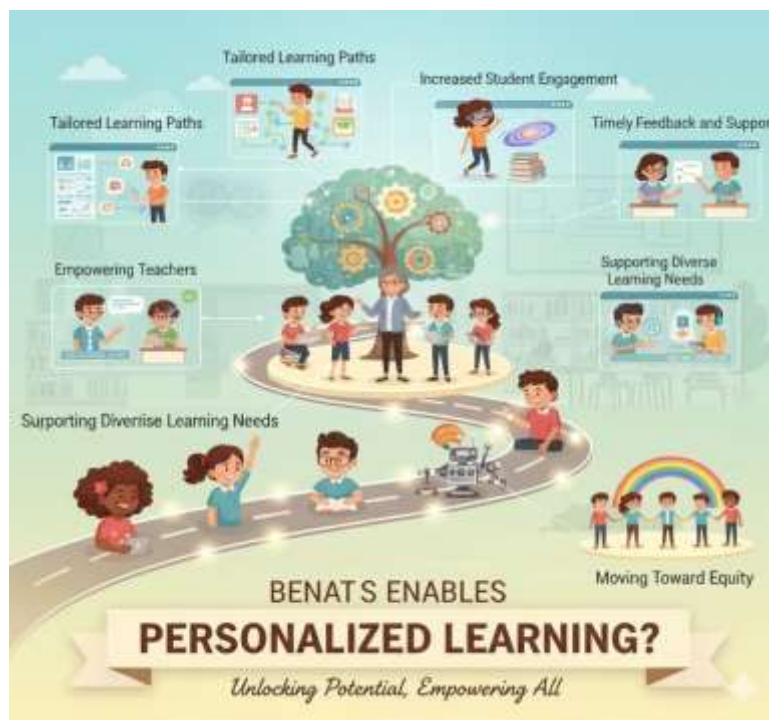 Tailored Learning Paths
Increased Student Engagement
Tailored Learning Paths
Timely Feedback and Suppor
Empowering Teachers
Supporting Diverse
Learning Needs
Surporting Diverriise Learning Needs
Moving Toward Equity
BENAT S ENABLES
PERSONALIZED LEARNING?
Unlocking Potential, Empowering All